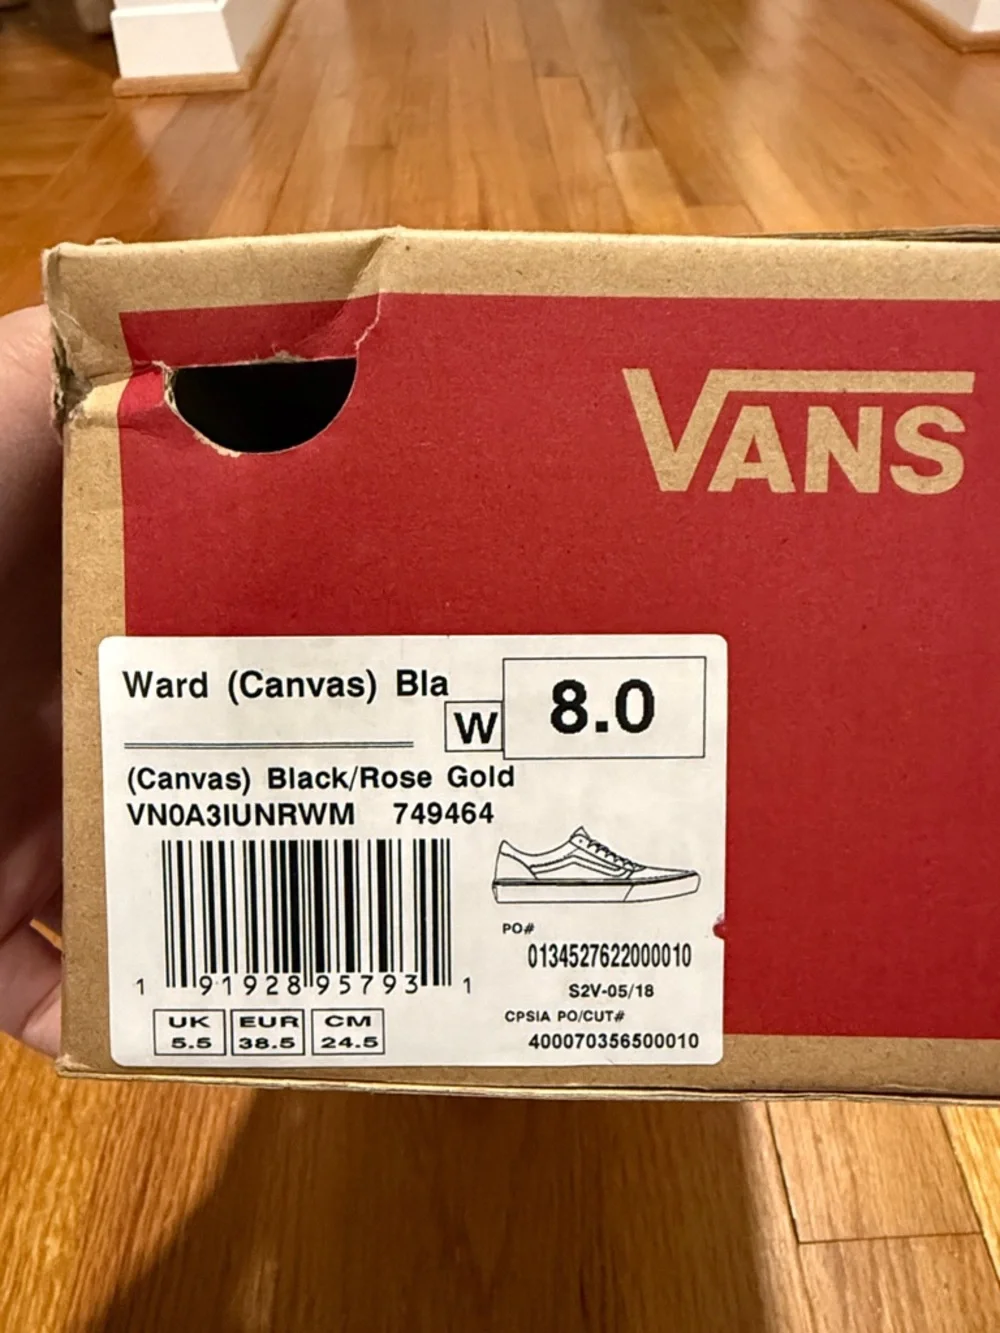 VANS
Ward (Canvas) Bla
W
8.0
(Canvas) Black/Rose Gold
VN0A3IUNRWM 749464
1 91928 95793 1
PO#
0134527622000010
S2V-05/18
CPSIA PO/CUT#
400070356500010
UK EUR CM
5.5 38.5 24.5